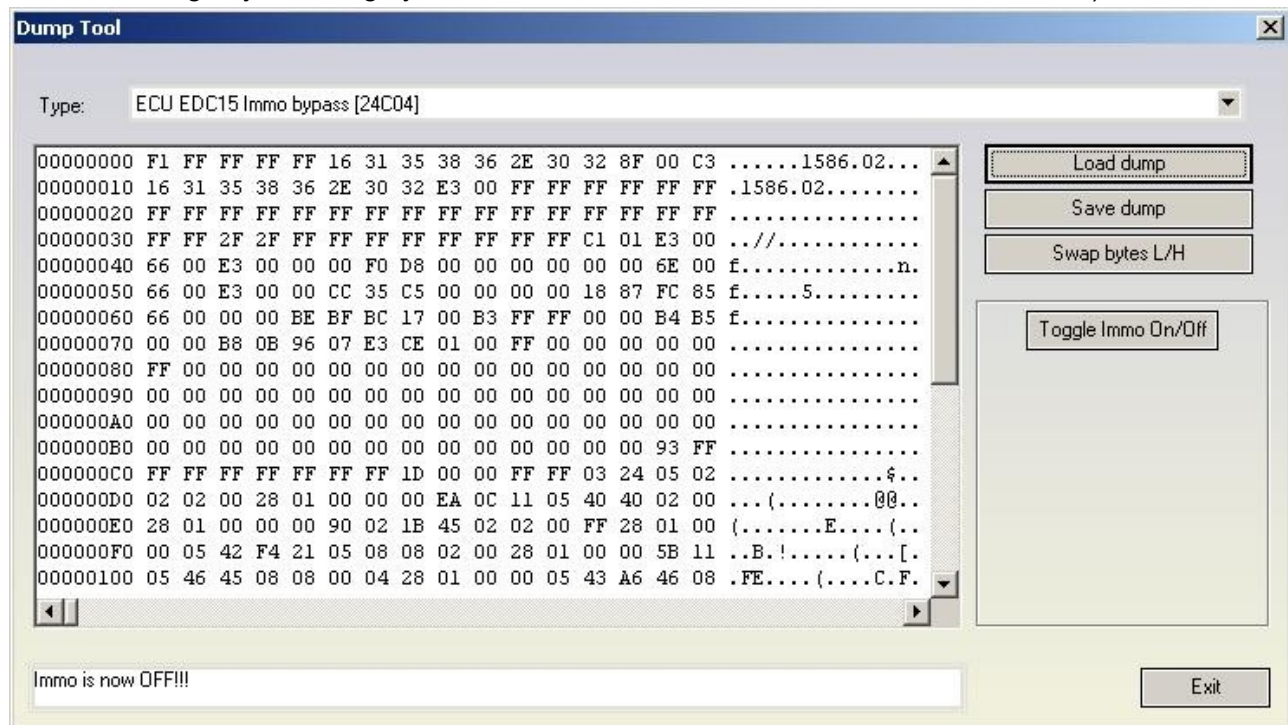 Dump Tool
Type: ECU EDC15 Immo bypass [24C04]
00000000 F1 FF FF FF FF 16 31 35 38 36 2E 30 32 8F 00 C3 ......1586.02...
00000010 16 31 35 38 36 2E 30 32 E3 00 FF FF FF FF FF FF .1586.02........
00000020 FF FF FF FF FF FF FF FF FF FF FF FF FF FF FF FF ................
00000030 FF FF 2F 2F FF FF FF FF FF FF FF FF C1 01 E3 00 ..//............
00000040 66 00 E3 00 00 00 F0 D8 00 00 00 00 00 00 6E 00 f.............n.
00000050 66 00 E3 00 00 CC 35 C5 00 00 00 00 18 87 FC 85 f.....5.........
00000060 66 00 00 00 BE BF BC 17 00 B3 FF FF 00 00 B4 B5 f...............
00000070 00 00 B8 0B 96 07 E3 CE 01 00 FF 00 00 00 00 00 ................
00000080 FF 00 00 00 00 00 00 00 00 00 00 00 00 00 00 00 ................
00000090 00 00 00 00 00 00 00 00 00 00 00 00 00 00 00 00 ................
000000A0 00 00 00 00 00 00 00 00 00 00 00 00 00 00 00 00 ................
000000B0 00 00 00 00 00 00 00 00 00 00 00 00 00 00 93 FF ................
000000C0 FF FF FF FF FF FF FF 1D 00 00 FF FF 03 24 05 02 .............$..
000000D0 02 02 00 28 01 00 00 00 EA 0C 11 05 40 40 02 00 ...(........@@..
000000E0 28 01 00 00 00 90 02 1B 45 02 02 00 FF 28 01 00 (.......E....(..
000000F0 00 05 42 F4 21 05 08 08 02 00 28 01 00 00 5B 11 ..B.!.....(...[.
00000100 05 46 45 08 08 00 04 28 01 00 00 05 43 A6 46 08 .FE....(....C.F.
Load dump
Save dump
Swap bytes L/H
Toggle Immo On/Off
Immo is now OFF!!!
Exit